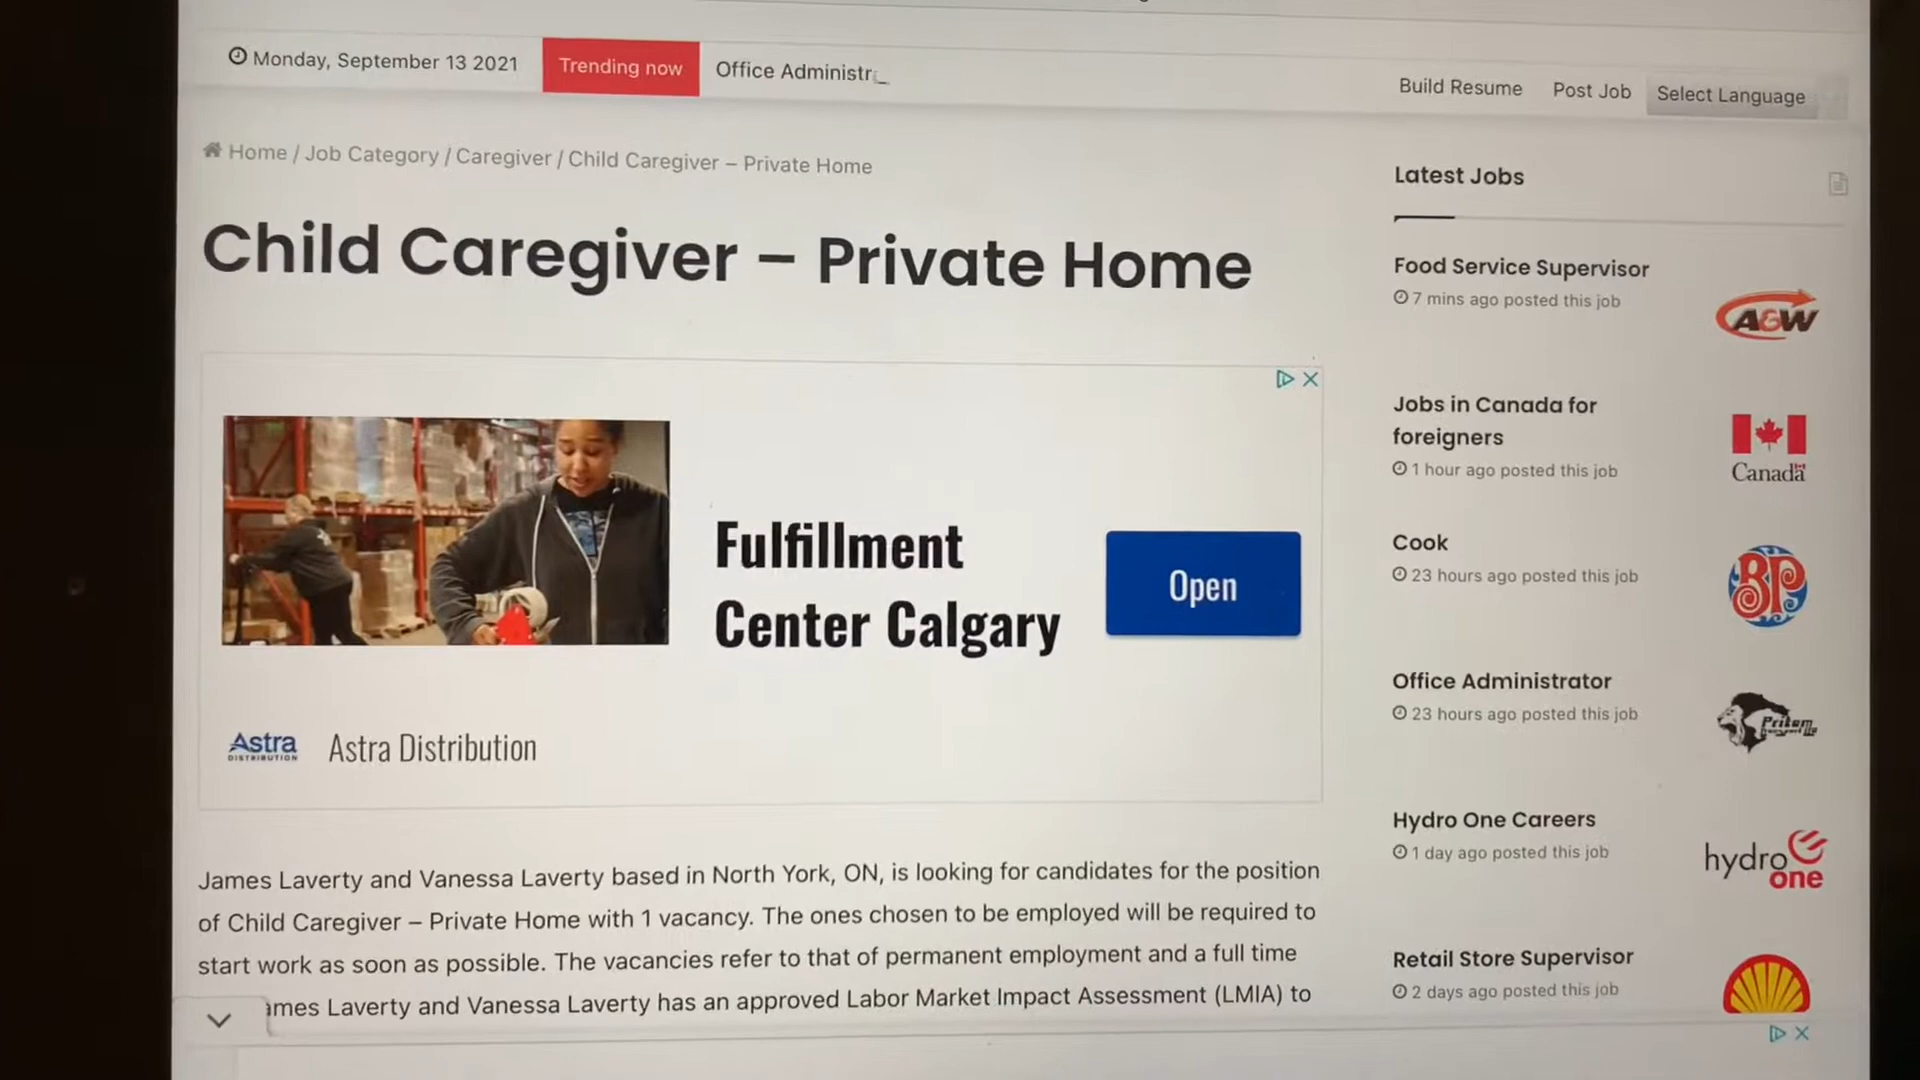 Monday, September 13 2021
Trending now
Office Administr_
Build Resume
Post Job
Select Language
Home / Job Category / Caregiver / Child Caregiver – Private Home
Child Caregiver – Private Home
Fulfillment
Center Calgary
Open
Astra
DISTRIBUTION
Astra Distribution
James Laverty and Vanessa Laverty based in North York, ON, is looking for candidates for the position
of Child Caregiver – Private Home with 1 vacancy. The ones chosen to be employed will be required to
start work as soon as possible. The vacancies refer to that of permanent employment and a full time
ames Laverty and Vanessa Laverty has an approved Labor Market Impact Assessment (LMIA) to
Latest Jobs
Food Service Supervisor
7 mins ago posted this job
A&W
Jobs in Canada for
foreigners
1 hour ago posted this job
Canada
Cook
23 hours ago posted this job
BP
Office Administrator
23 hours ago posted this job
Pritam
Hydro One Careers
1 day ago posted this job
hydro
one
Retail Store Supervisor
2 days ago posted this job